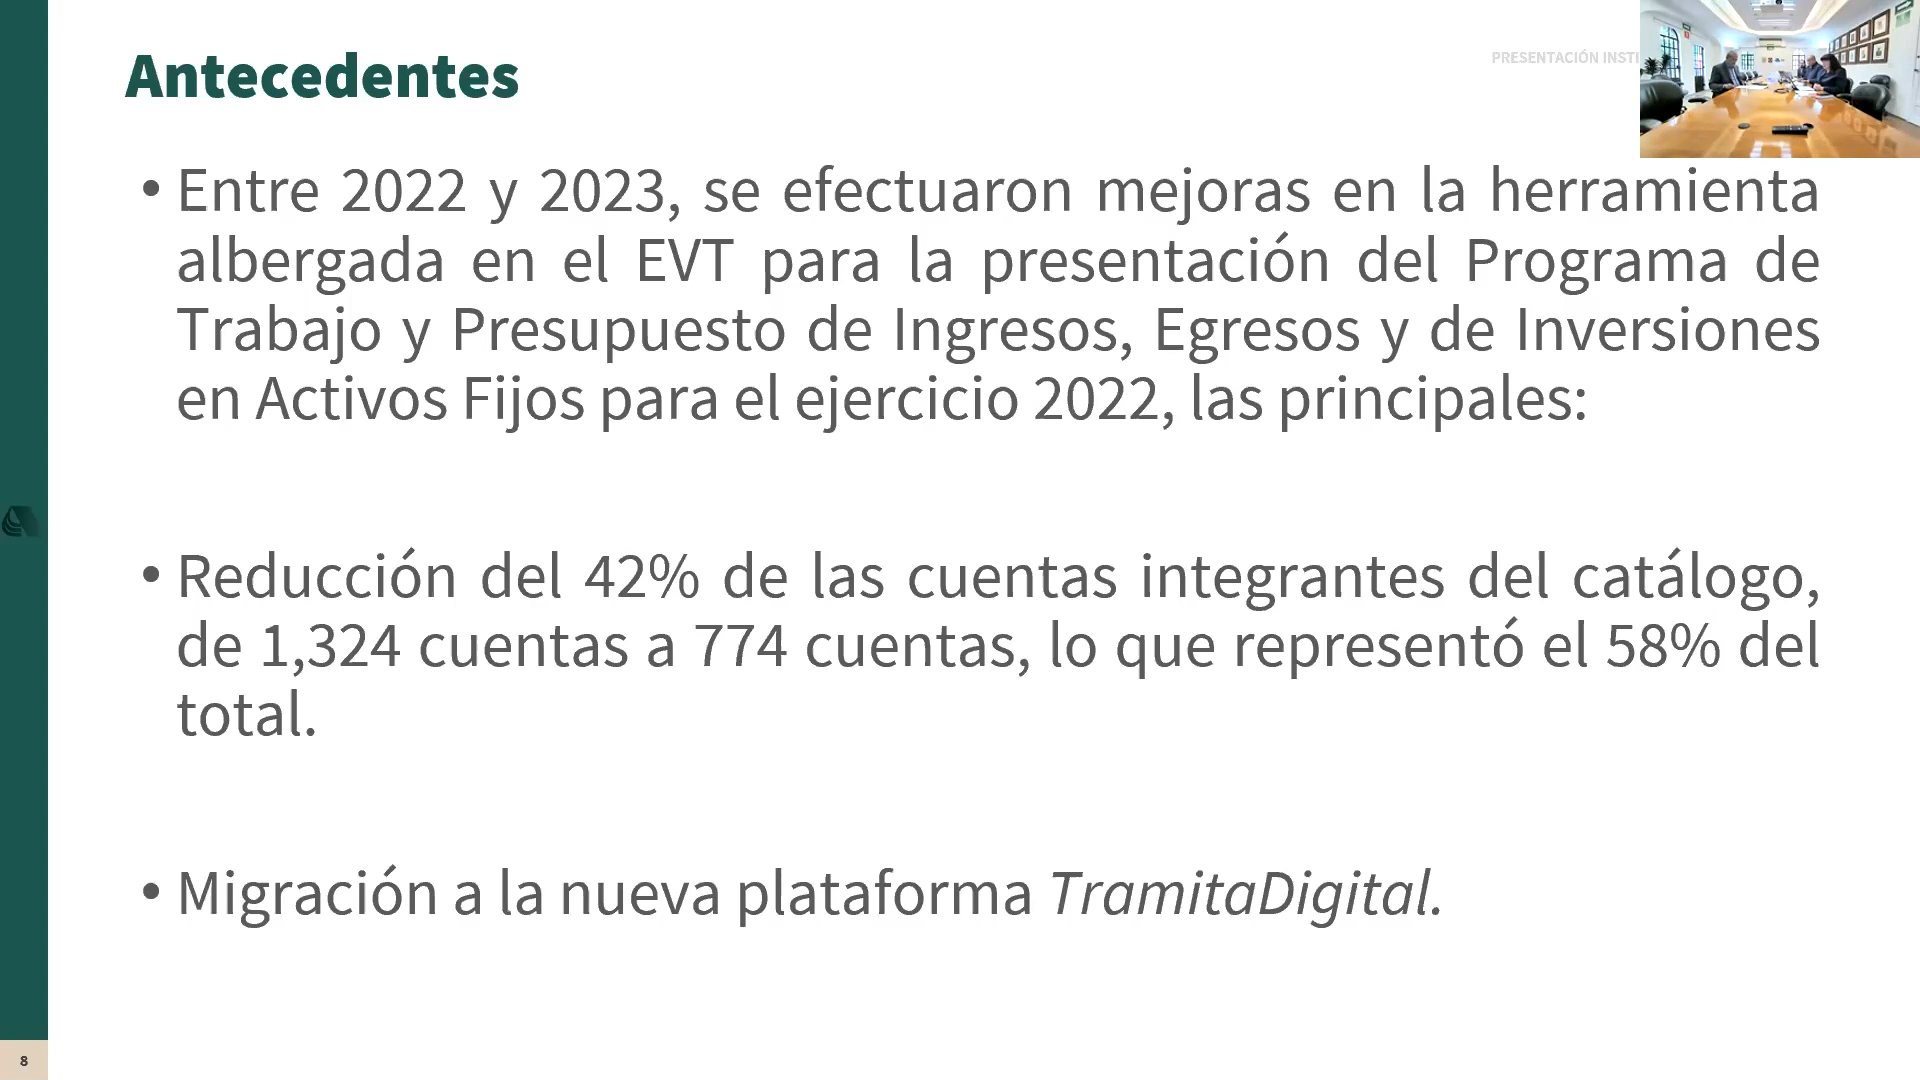 Antecedentes
PRESENTACIÓN
• Entre 2022 y 2023, se efectuaron mejoras en la herramienta
albergada en el EVT para la presentación del Programa de
Trabajo y Presupuesto de Ingresos, Egresos y de Inversiones
en Activos Fijos para el ejercicio 2022, las principales:
• Reducción del 42% de las cuentas integrantes del catálogo,
de 1,324 cuentas a 774 cuentas, lo que representó el 58% del
total.
• Migración a la nueva plataforma TramitaDigital.
8